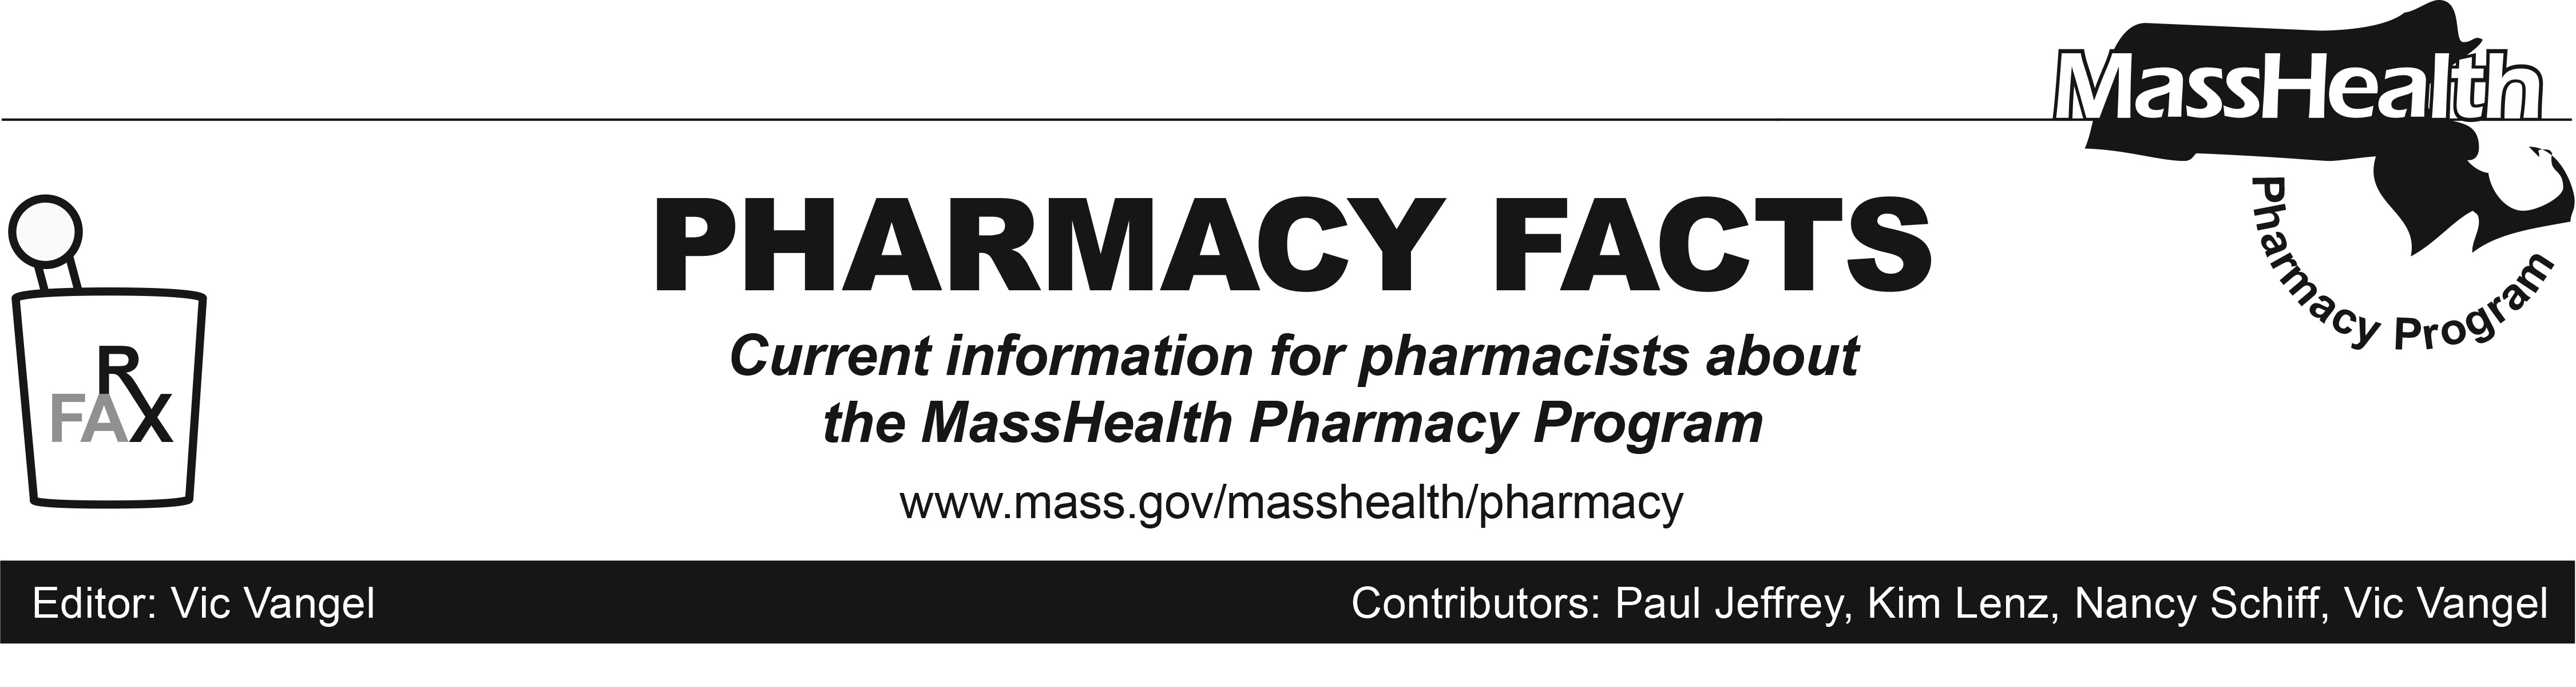 MassHealth
Pharmacy Program
PHARMACY FACTS
Current information for pharmacists about
the MassHealth Pharmacy Program
www.mass.gov/masshealth/pharmacy
R
FAX
Editor: Vic Vangel
Contributors: Paul Jeffrey, Kim Lenz, Nancy Schiff, Vic Vangel